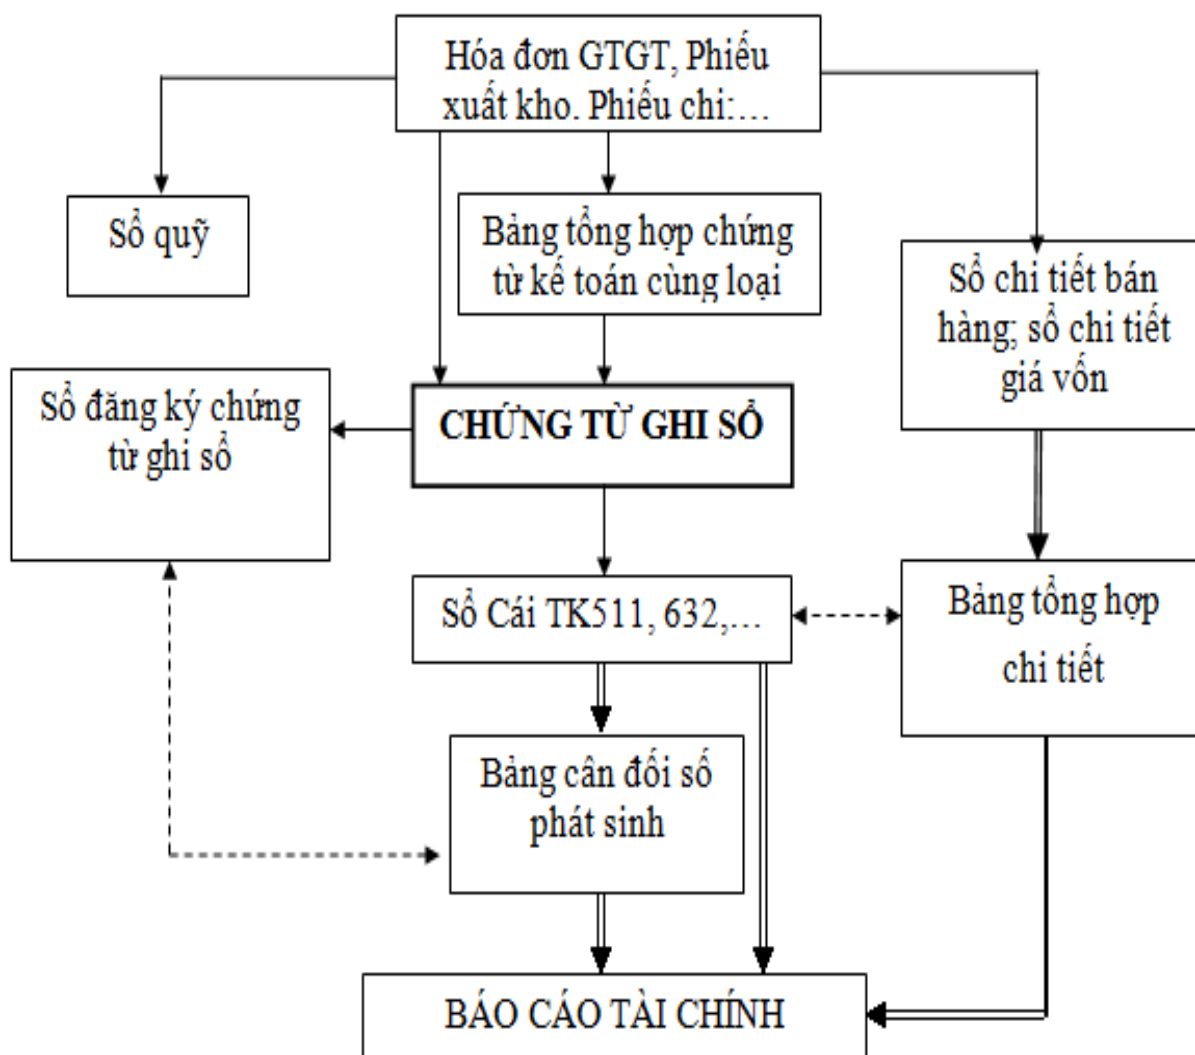 Hóa đơn GTGT, Phiếu
xuất kho. Phiếu chi:...
Sổ quỹ
Bảng tổng hợp chứng
từ kế toán cùng loại
Sổ chi tiết bán
hàng; sổ chi tiết
giá vốn
Sổ đăng ký chứng
từ ghi sổ
CHỨNG TỪ GHI SỔ
Sổ Cái TK511, 632,...
Bảng tổng hợp
chi tiết
Bảng cân đối số
phát sinh
BÁO CÁO TÀI CHÍNH